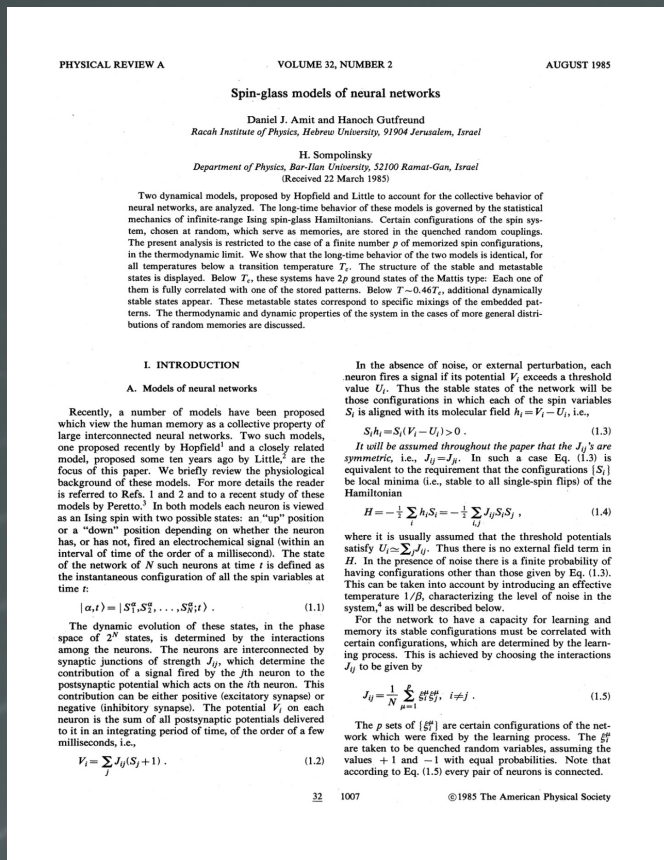 PHYSICAL REVIEW A VOLUME 32, NUMBER 2 AUGUST 1985
Spin-glass models of neural networks
Daniel J. Amit and Hanoch Gutfreund
Racah Institute of Physics, Hebrew University, 91904 Jerusalem, Israel
H. Sompolinsky
Department of Physics, Bar-Ilan University, 52100 Ramat-Gan, Israel
(Received 22 March 1985)
Two dynamical models, proposed by Hopfield and Little to account for the collective behavior of
neural networks, are analyzed. The long-time behavior of these models is governed by the statistical
mechanics of infinite-range Ising spin-glass Hamiltonians. Certain configurations of the spin sys-
tem, chosen at random, which serve as memories, are stored in the quenched random couplings.
The present analysis is restricted to the case of a finite number p of memorized spin configurations,
in the thermodynamic limit. We show that the long-time behavior of the two models is identical, for
all temperatures below a transition temperature T_c. The structure of the stable and metastable
states is displayed. Below T_c, these systems have 2p ground states of the Mattis type: Each one of
them is fully correlated with one of the stored patterns. Below T∼0.46T_c, additional dynamically
stable states appear. These metastable states correspond to specific mixings of the embedded pat-
terns. The thermodynamic and dynamic properties of the system in the cases of more general distri-
butions of random memories are discussed.
I. INTRODUCTION
A. Models of neural networks
Recently, a number of models have been proposed
which view the human memory as a collective property of
large interconnected neural networks. Two such models,
one proposed recently by Hopfield¹ and a closely related
model, proposed some ten years ago by Little,² are the
focus of this paper. We briefly review the physiological
background of these models. For more details the reader
is referred to Refs. 1 and 2 and to a recent study of these
models by Peretto.³ In both models each neuron is viewed
as an Ising spin with two possible states: an “up” position
or a “down” position depending on whether the neuron
has, or has not, fired an electrochemical signal (within an
interval of time of the order of a millisecond). The state
of the network of N such neurons at time t is defined as
the instantaneous configuration of all the spin variables at
time t:
|α,t⟩=|S₁^α,S₂^α, . . . ,S_N^α;t⟩ . (1.1)
The dynamic evolution of these states, in the phase
space of 2^N states, is determined by the interactions
among the neurons. The neurons are interconnected by
synaptic junctions of strength J_ij, which determine the
contribution of a signal fired by the jth neuron to the
postsynaptic potential which acts on the ith neuron. This
contribution can be either positive (excitatory synapse) or
negative (inhibitory synapse). The potential V_i on each
neuron is the sum of all postsynaptic potentials delivered
to it in an integrating period of time, of the order of a few
milliseconds, i.e.,
V_i= ∑_j J_ij(S_j+1) . (1.2)
In the absence of noise, or external perturbation, each
neuron fires a signal if its potential V_i exceeds a threshold
value U_i. Thus the stable states of the network will be
those configurations in which each of the spin variables
S_i is aligned with its molecular field h_i=V_i−U_i, i.e.,
S_ih_i=S_i(V_i−U_i)>0 . (1.3)
It will be assumed throughout the paper that the J_ij's are
symmetric, i.e., J_ij=J_ji. In such a case Eq. (1.3) is
equivalent to the requirement that the configurations {S_i}
be local minima (i.e., stable to all single-spin flips) of the
Hamiltonian
H=−½ ∑_i h_iS_i=−½ ∑_i,j J_ijS_iS_j , (1.4)
where it is usually assumed that the threshold potentials
satisfy U_i≃∑_jJ_ij. Thus there is no external field term in
H. In the presence of noise there is a finite probability of
having configurations other than those given by Eq. (1.3).
This can be taken into account by introducing an effective
temperature 1/β, characterizing the level of noise in the
system,⁴ as will be described below.
For the network to have a capacity for learning and
memory its stable configurations must be correlated with
certain configurations, which are determined by the learn-
ing process. This is achieved by choosing the interactions
J_ij to be given by
J_ij= 1/N ∑_{μ=1}^p ξ_i^μξ_j^μ, i≠j . (1.5)
The p sets of {ξ_i^μ} are certain configurations of the net-
work which were fixed by the learning process. The ξ_i^μ
are taken to be quenched random variables, assuming the
values +1 and −1 with equal probabilities. Note that
according to Eq. (1.5) every pair of neurons is connected.
32 1007 ©1985 The American Physical Society